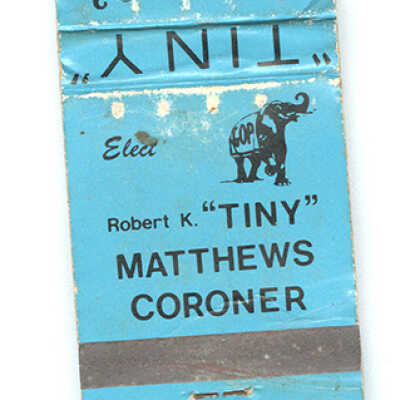 "TINY"
Elect
GOP
Robert K. "TINY"
MATTHEWS
CORONER